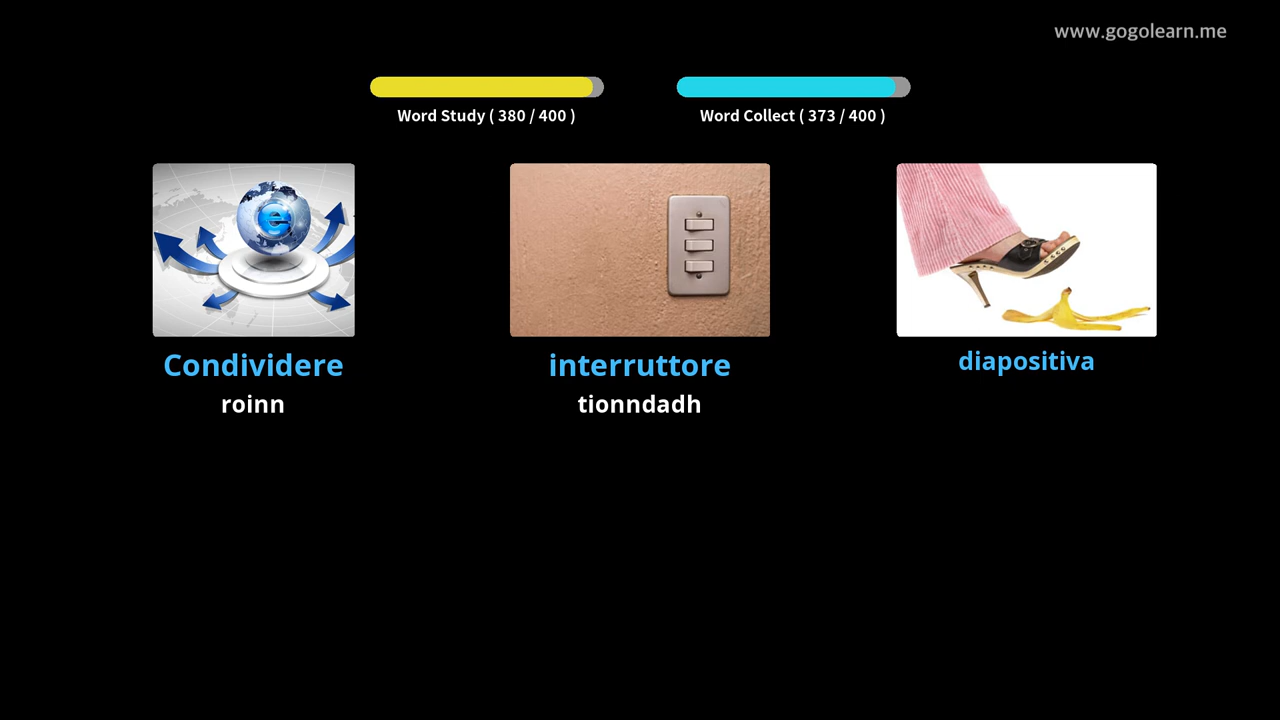 www.gogolearn.me
Word Study ( 380 / 400 )
Word Collect ( 373 / 400 )
e
Condividere
interruttore
diapositiva
roinn
tionndadh